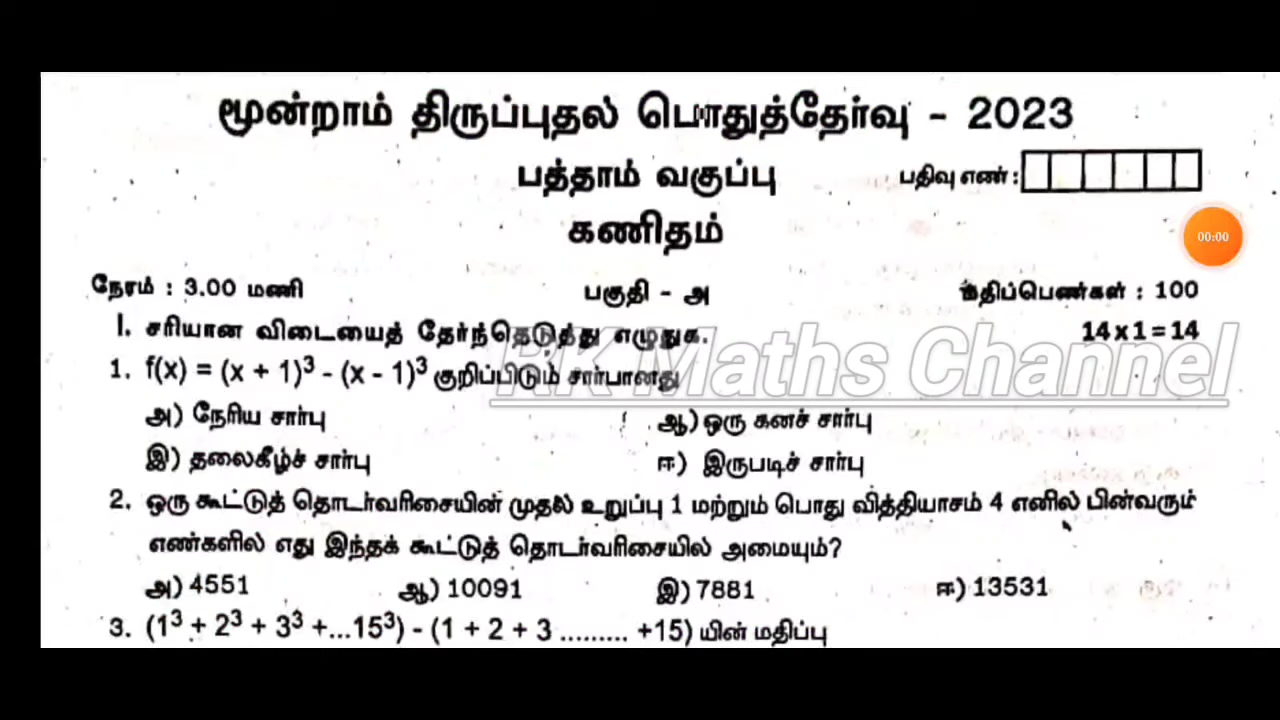 மூன்றாம் திருப்புதல் பொதுத்தேர்வு - 2023
பத்தாம் வகுப்பு
பதிவு எண் :
கணிதம்
00:00
நேரம் : 3.00 மணி பகுதி - அ மதிப்பெண்கள் : 100
I. சரியான விடையைத் தேர்ந்தெடுத்து எழுதுக. 14 x 1 = 14
RK Maths Channel
1. f(x) = (x + 1)³ - (x - 1)³ குறிப்பிடும் சார்பானது
அ) நேரிய சார்பு ஆ) ஒரு கனச் சார்பு
இ) தலைகீழ்ச் சார்பு ஈ) இருபடிச் சார்பு
2. ஒரு கூட்டுத் தொடர்வரிசையின் முதல் உறுப்பு 1 மற்றும் பொது வித்தியாசம் 4 எனில் பின்வரும்
எண்களில் எது இந்தக் கூட்டுத் தொடர்வரிசையில் அமையும்?
அ) 4551 ஆ) 10091 இ) 7881 ஈ) 13531
3. (1³ + 2³ + 3³ +...15³) - (1 + 2 + 3 ......... +15) யின் மதிப்பு